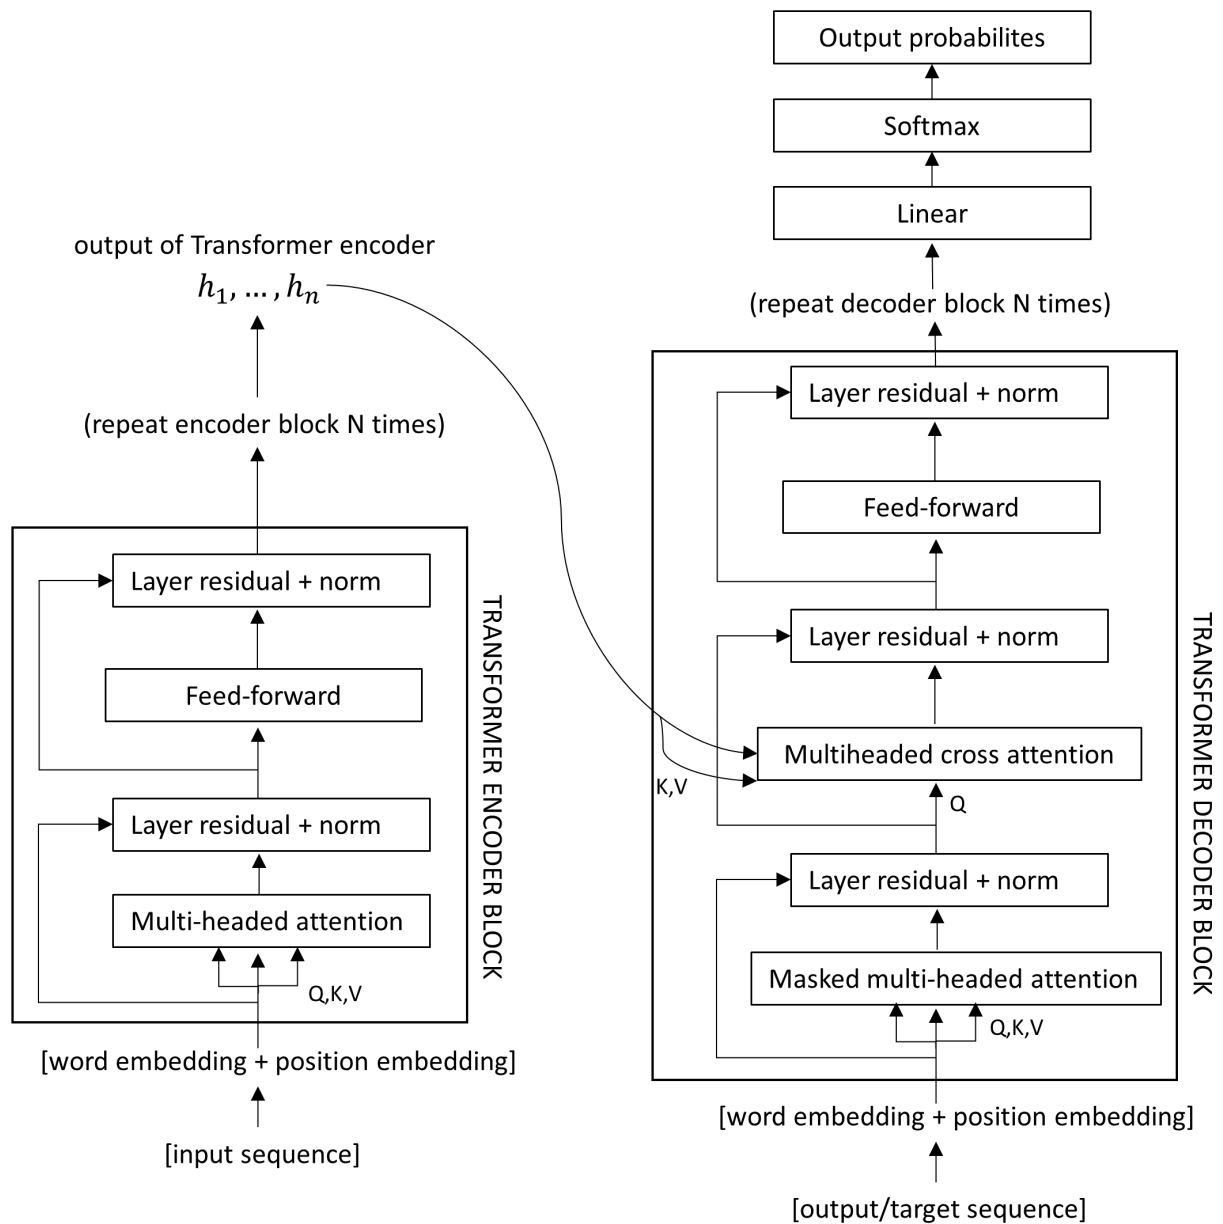 output of Transformer encoder
h₁, … , hₙ
(repeat encoder block N times)
Layer residual + norm
Feed-forward
Layer residual + norm
Multi-headed attention
Q,K,V
TRANSFORMER ENCODER BLOCK
[word embedding + position embedding]
[input sequence]
Output probabilites
Softmax
Linear
(repeat decoder block N times)
Layer residual + norm
Feed-forward
Layer residual + norm
Multiheaded cross attention
K,V
Q
Layer residual + norm
Masked multi-headed attention
Q,K,V
TRANSFORMER DECODER BLOCK
[word embedding + position embedding]
[output/target sequence]